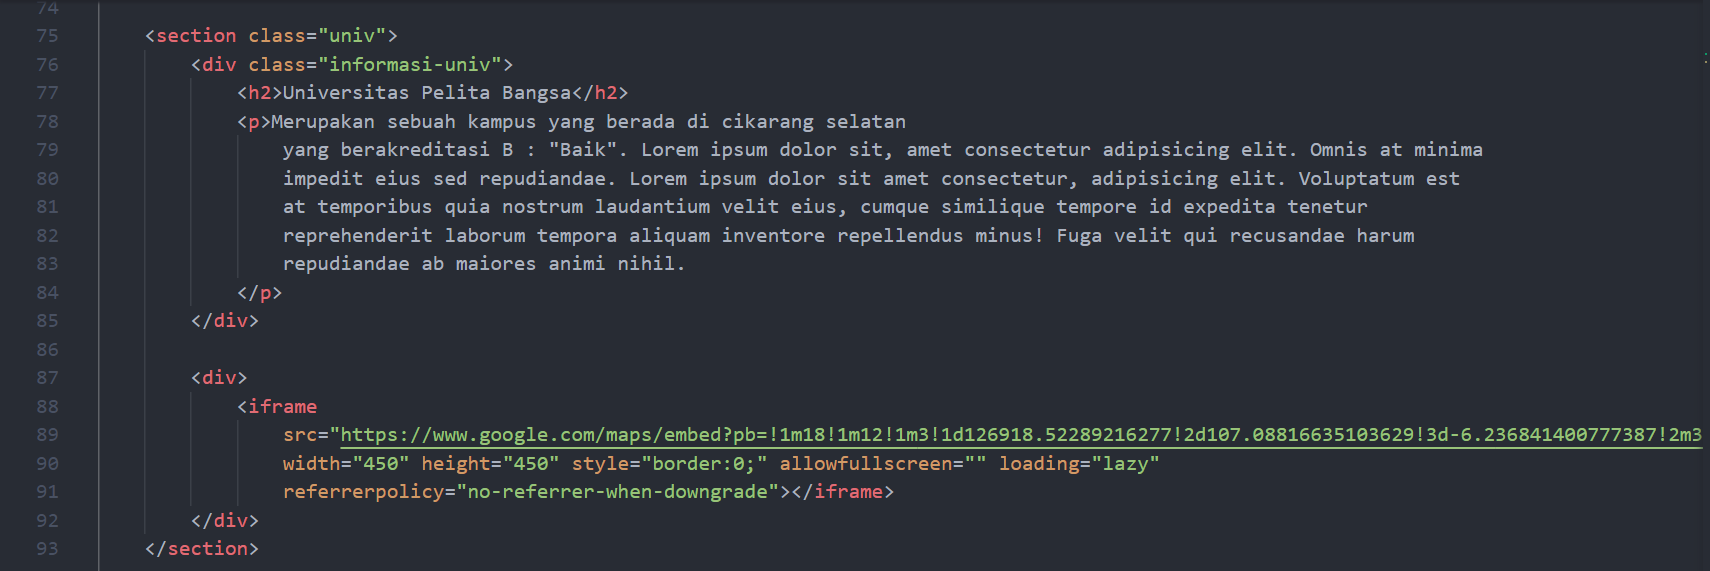 74
75 <section class="univ">
76 <div class="informasi-univ">
77 <h2>Universitas Pelita Bangsa</h2>
78 <p>Merupakan sebuah kampus yang berada di cikarang selatan
79 yang berakreditasi B : "Baik". Lorem ipsum dolor sit, amet consectetur adipisicing elit. Omnis at minima
80 impedit eius sed repudiandae. Lorem ipsum dolor sit amet consectetur, adipisicing elit. Voluptatum est
81 at temporibus quia nostrum laudantium velit eius, cumque similique tempore id expedita tenetur
82 reprehenderit laborum tempora aliquam inventore repellendus minus! Fuga velit qui recusandae harum
83 repudiandae ab maiores animi nihil.
84 </p>
85 </div>
86
87 <div>
88 <iframe
89 src="https://www.google.com/maps/embed?pb=!1m18!1m12!1m3!1d126918.52289216277!2d107.08816635103629!3d-6.236841400777387!2m3
90 width="450" height="450" style="border:0;" allowfullscreen="" loading="lazy"
91 referrerpolicy="no-referrer-when-downgrade"></iframe>
92 </div>
93 </section>